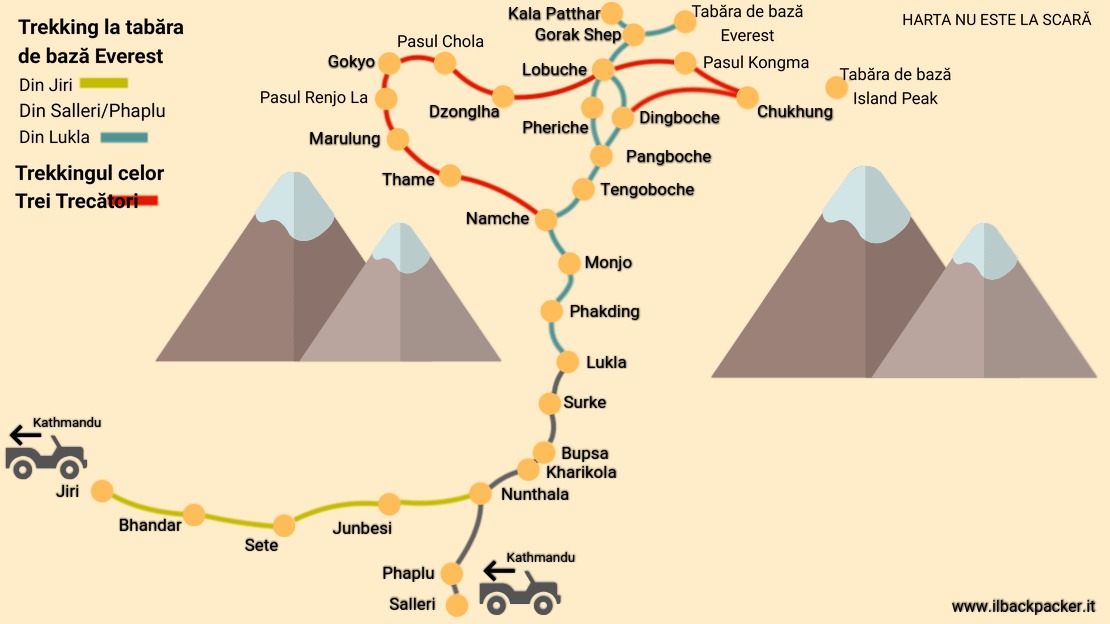 Trekking la tabăra
de bază Everest
Din Jiri
Din Salleri/Phaplu
Din Lukla
Trekkingul celor
Trei Trecători
HARTA NU ESTE LA SCARĂ
Kala Patthar
Tabăra de bază
Everest
Gorak Shep
Pasul Chola
Gokyo
Lobuche
Pasul Kongma
Tabăra de bază
Island Peak
Pasul Renjo La
Dzonglha
Chukhung
Pheriche
Dingboche
Marulung
Pangboche
Thame
Tengoboche
Namche
Monjo
Phakding
Lukla
Surke
Kathmandu
Bupsa
Kharikola
Jiri
Nunthala
Bhandar
Junbesi
Sete
Kathmandu
Phaplu
Salleri
www.ilbackpacker.it